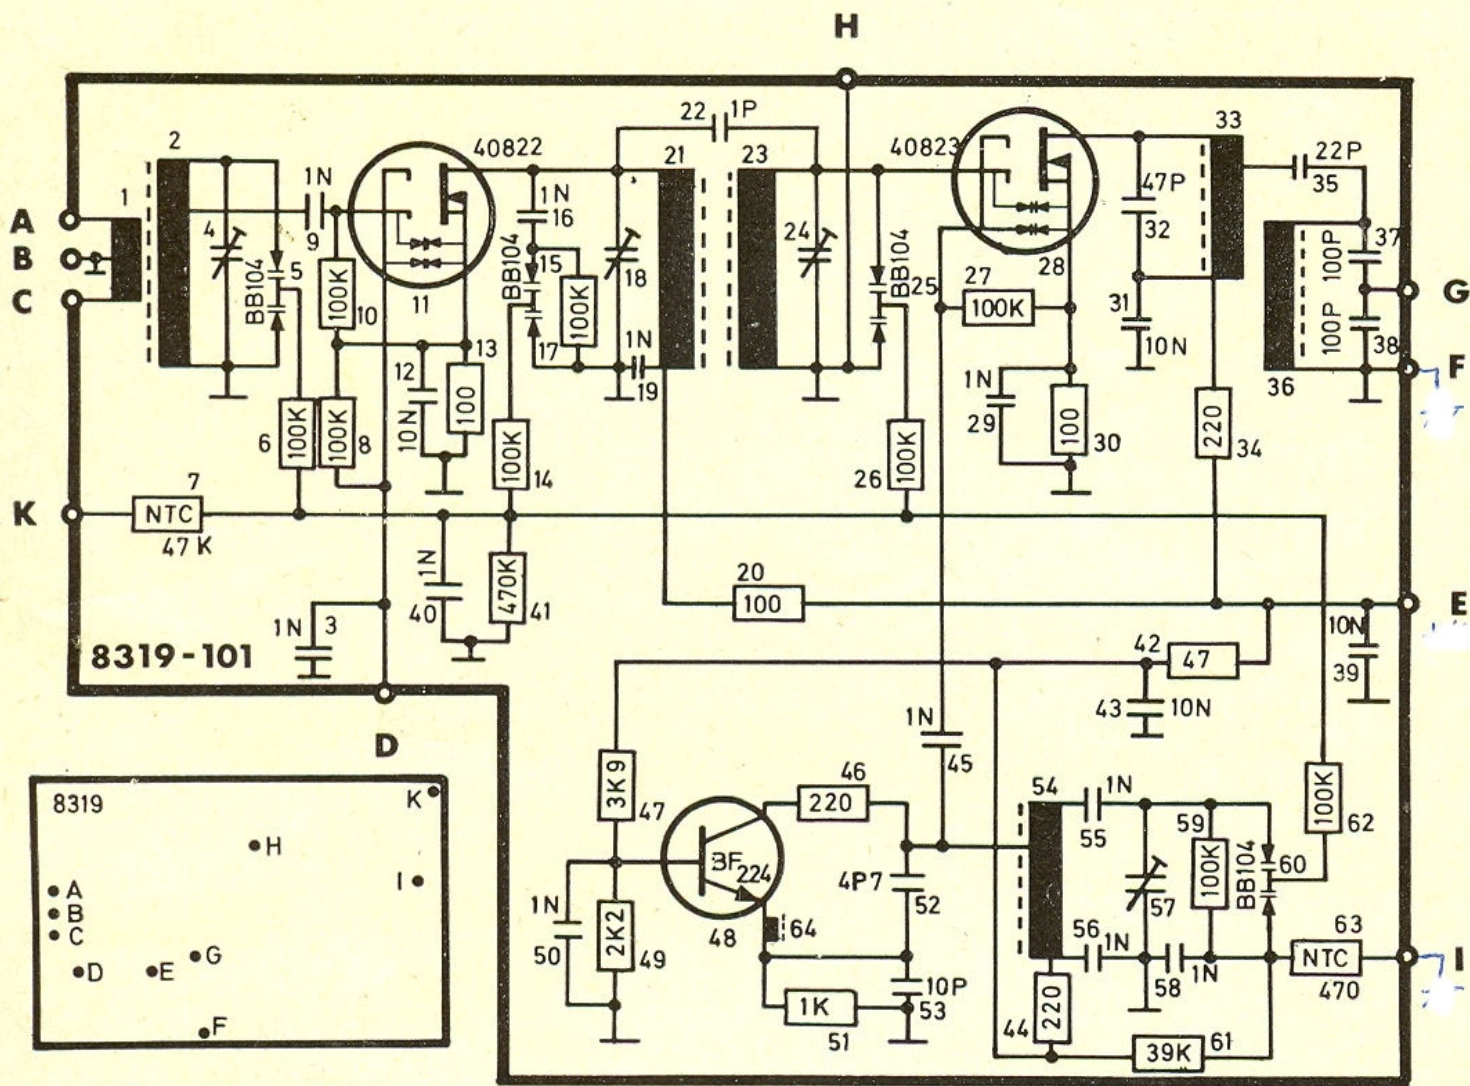 H
2
1
A
B
C
4
5
BB104
1N
9
100K
10
11
40822
22
1P
1N
16
15
BB104
17
100K
18
1N
19
21
23
24
BB104
25
40823
28
27
100K
47P
32
31
10N
33
22P
35
100P
37
100P
38
36
G
F
6
100K
100K
8
12
10N
13
100
100K
14
26
100K
1N
29
100
30
220
34
K
7
NTC
47K
1N
40
470K
41
20
100
E
1N
3
8319-101
D
42
47
43
10N
10N
39
1N
45
3K9
47
46
220
BF
224
48
64
4P7
52
10P
53
1N
50
2K2
49
1K
51
54
1N
55
56
1N
57
58
1N
59
100K
BB104
60
100K
62
63
NTC
470
I
44
220
39K
61
8319
K
H
I
A
B
C
D
E
G
F